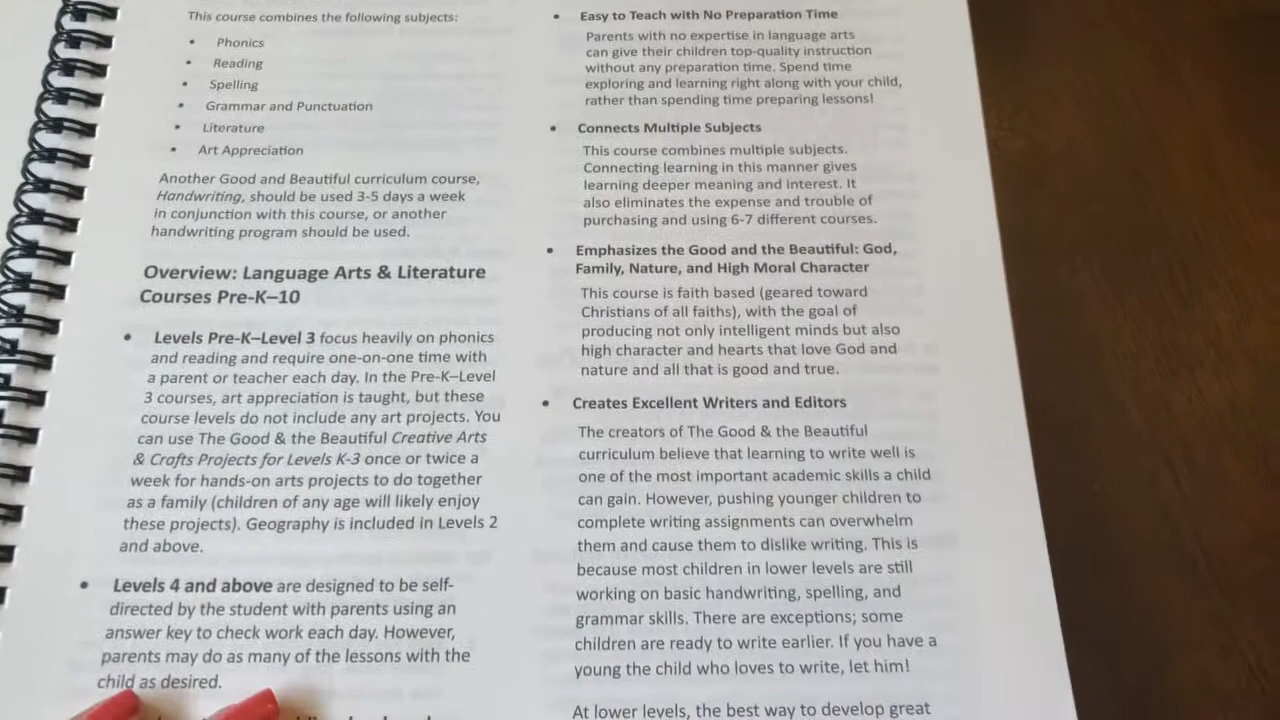 This course combines the following subjects:
• Phonics
• Reading
• Spelling
• Grammar and Punctuation
• Literature
• Art Appreciation
Another Good and Beautiful curriculum course,
Handwriting, should be used 3-5 days a week
in conjunction with this course, or another
handwriting program should be used.
Overview: Language Arts & Literature
Courses Pre-K–10
• Levels Pre-K–Level 3 focus heavily on phonics
and reading and require one-on-one time with
a parent or teacher each day. In the Pre-K–Level
3 courses, art appreciation is taught, but these
course levels do not include any art projects. You
can use The Good & the Beautiful Creative Arts
& Crafts Projects for Levels K-3 once or twice a
week for hands-on arts projects to do together
as a family (children of any age will likely enjoy
these projects). Geography is included in Levels 2
and above.
• Levels 4 and above are designed to be self-
directed by the student with parents using an
answer key to check work each day. However,
parents may do as many of the lessons with the
child as desired.
• Easy to Teach with No Preparation Time
Parents with no expertise in language arts
can give their children top-quality instruction
without any preparation time. Spend time
exploring and learning right along with your child,
rather than spending time preparing lessons!
• Connects Multiple Subjects
This course combines multiple subjects.
Connecting learning in this manner gives
learning deeper meaning and interest. It
also eliminates the expense and trouble of
purchasing and using 6-7 different courses.
• Emphasizes the Good and the Beautiful: God,
Family, Nature, and High Moral Character
This course is faith based (geared toward
Christians of all faiths), with the goal of
producing not only intelligent minds but also
high character and hearts that love God and
nature and all that is good and true.
• Creates Excellent Writers and Editors
The creators of The Good & the Beautiful
curriculum believe that learning to write well is
one of the most important academic skills a child
can gain. However, pushing younger children to
complete writing assignments can overwhelm
them and cause them to dislike writing. This is
because most children in lower levels are still
working on basic handwriting, spelling, and
grammar skills. There are exceptions; some
children are ready to write earlier. If you have a
young the child who loves to write, let him!
At lower levels, the best way to develop great